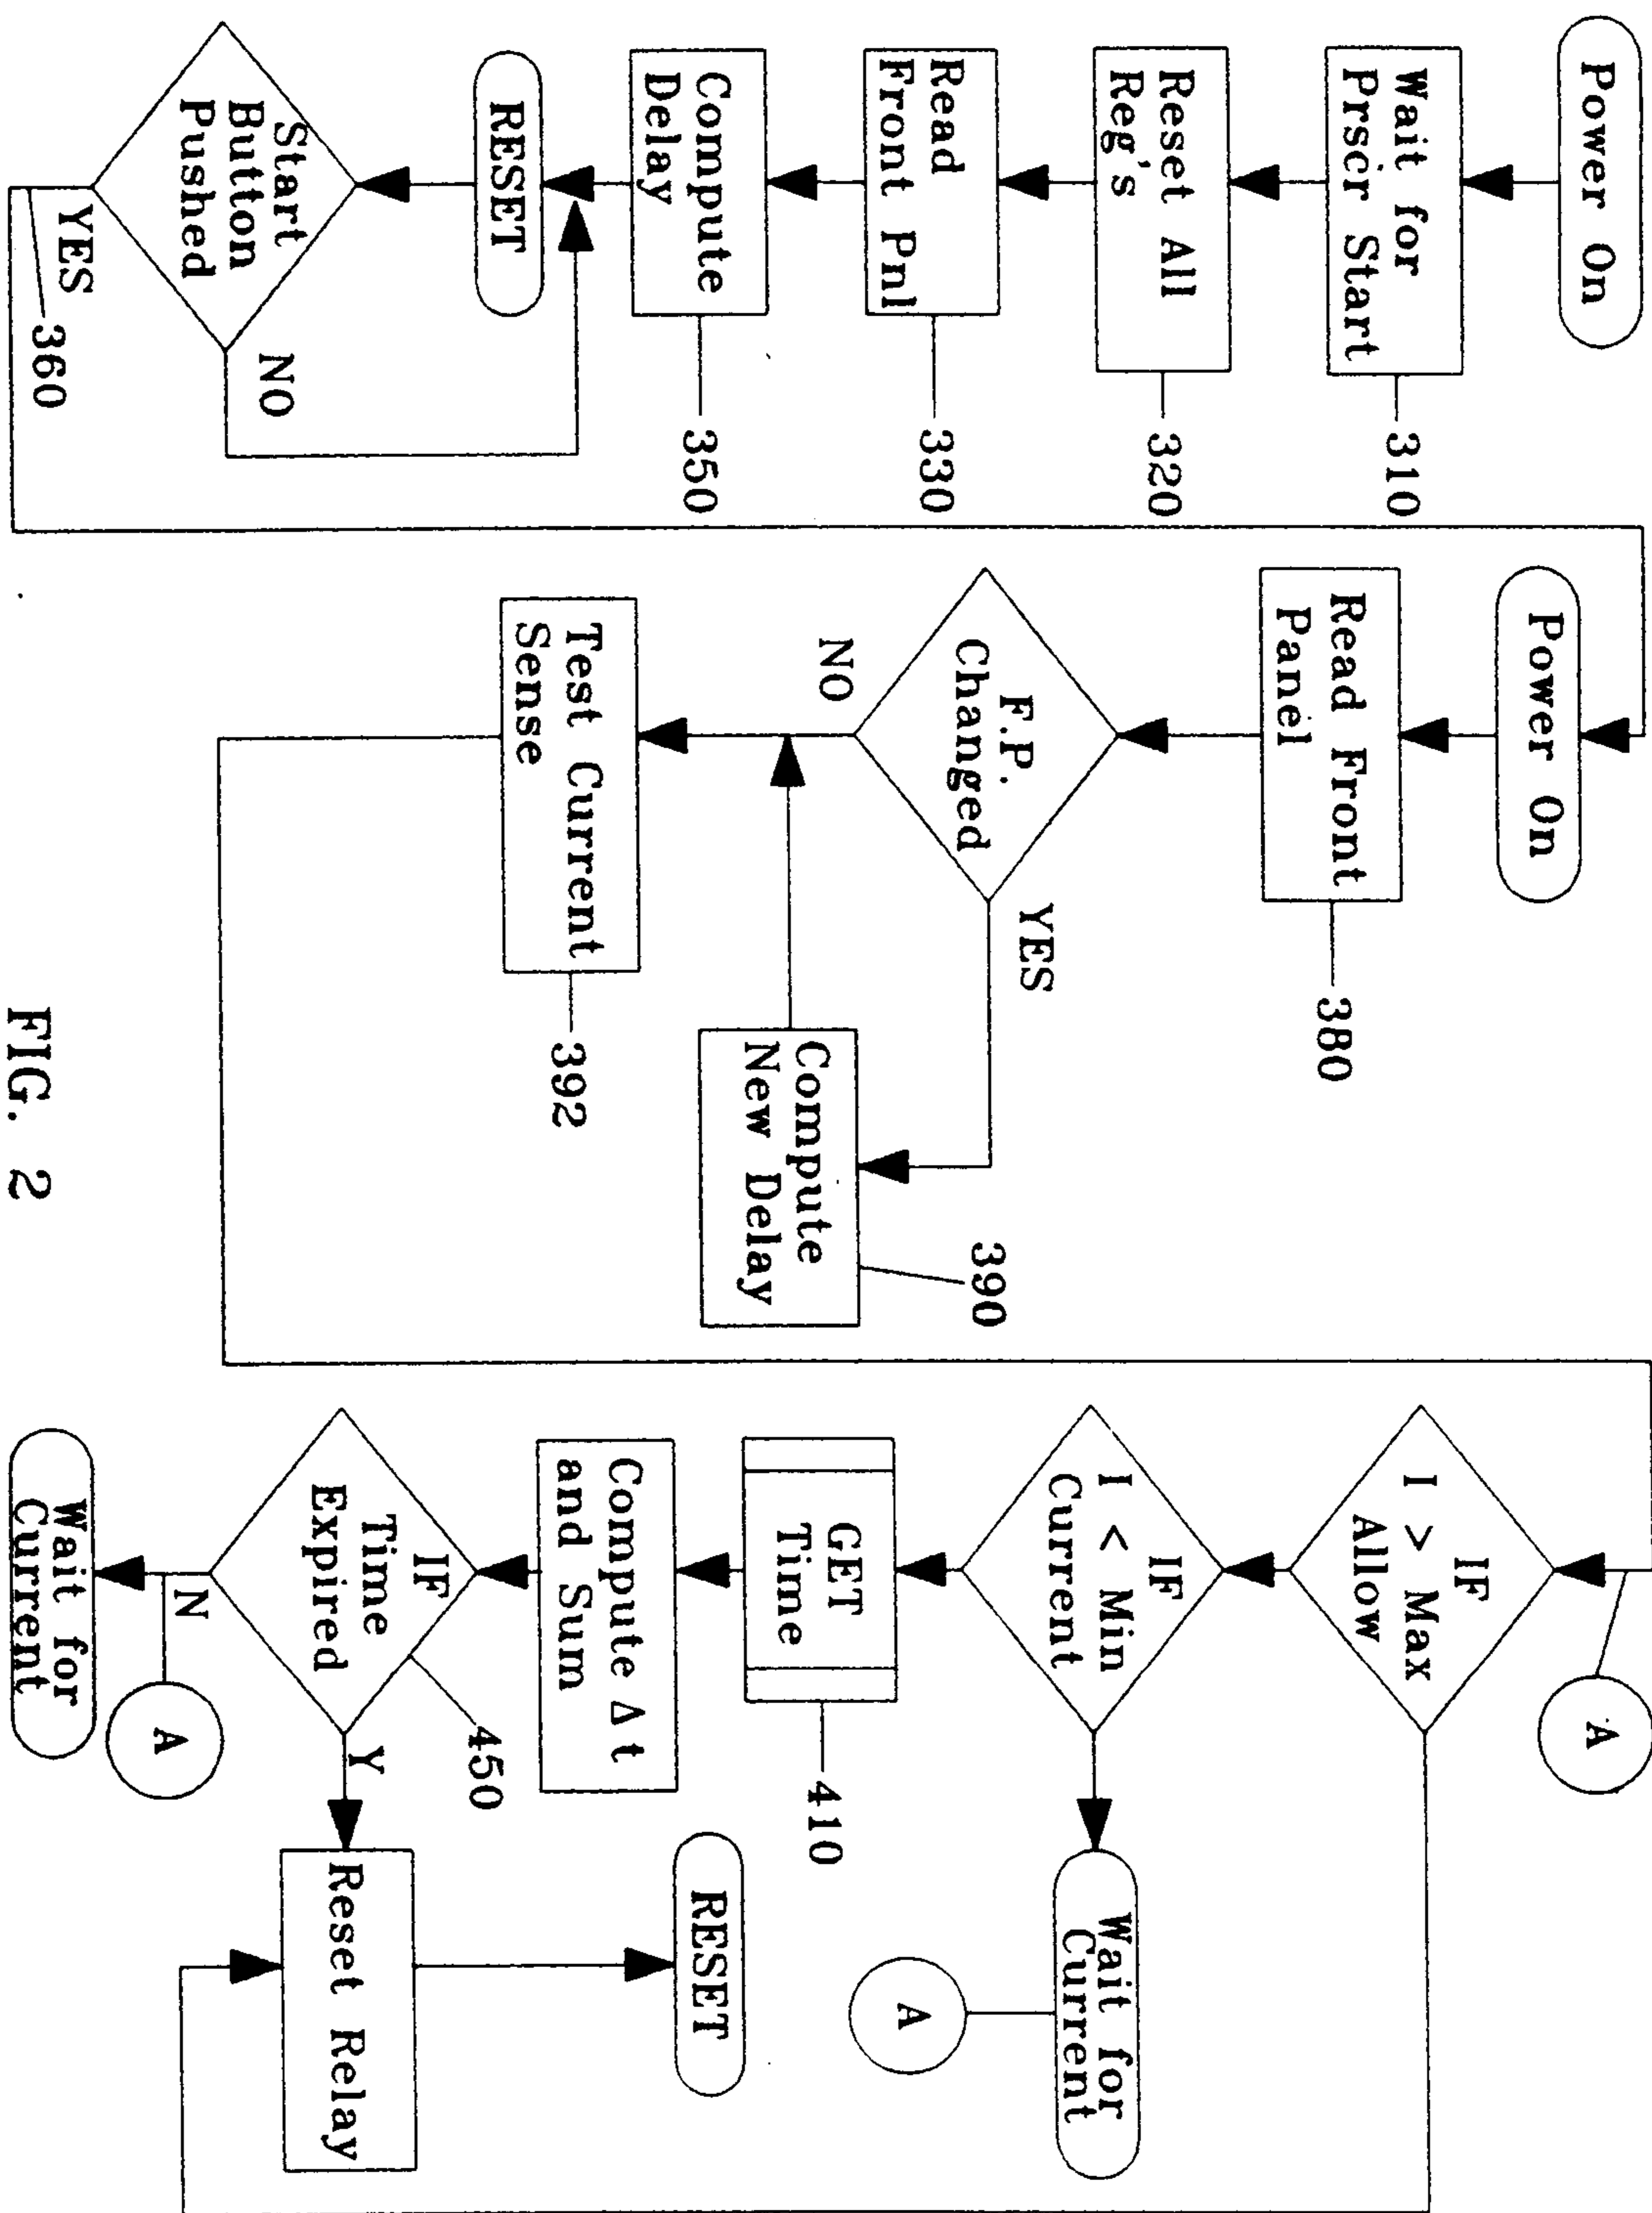 Power On
Wait for
Prscr Start
310
Reset All
Reg's
320
Read
Front Pnl
330
Compute
Delay
350
RESET
Start
Button
Pushed
NO
YES
360
Power On
Read Front
Panel
380
F.P.
Changed
YES
NO
390
Compute
New Delay
Test Current
Sense
392
A
IF
I > Max
Allow
IF
I < Min
Current
Wait for
Current
A
GET
Time
410
Compute Δ t
and Sum
RESET
IF
Time
Expired
450
Y
Reset Relay
N
A
Wait for
Current
FIG. 2